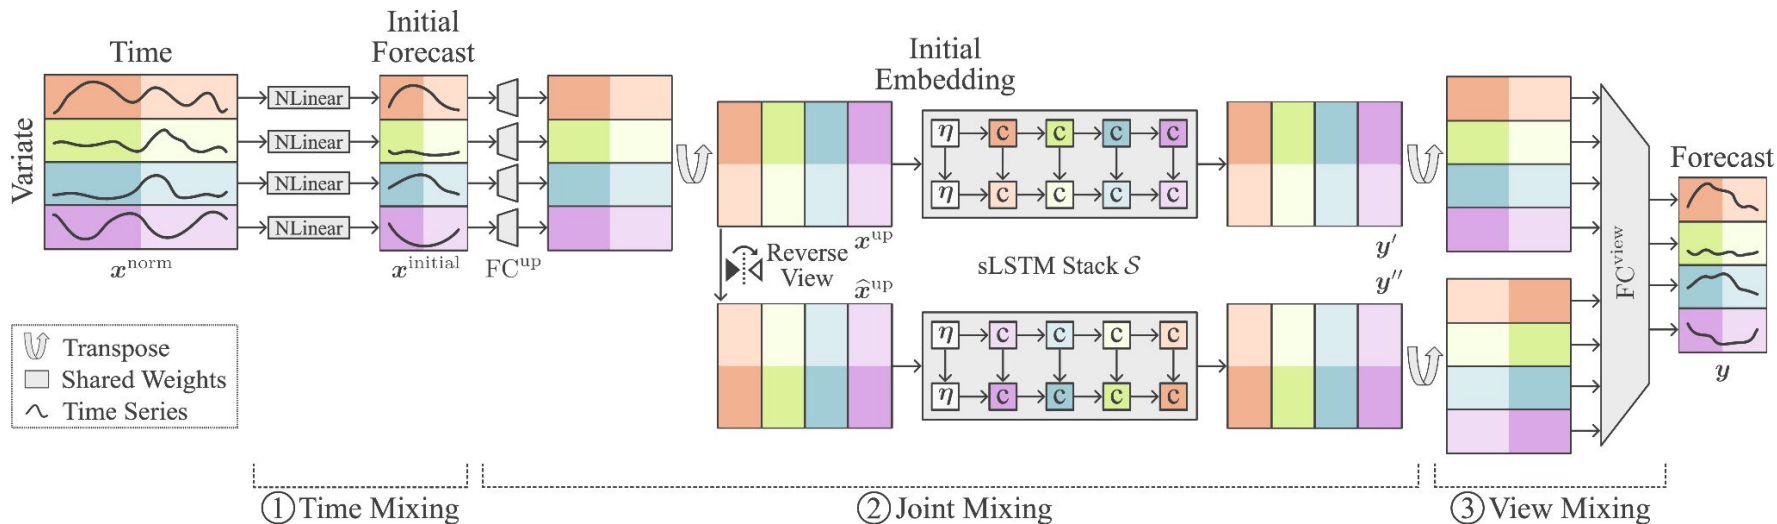 Time
Initial
Forecast
Initial
Embedding
Variate
NLinear
NLinear
NLinear
NLinear
x^norm
x^initial
FC^up
η c c c c
η c c c c
x^up
y′
Reverse
View
sLSTM Stack 𝒮
x̂^up
y″
η c c c c
η c c c c
FC^view
Forecast
y
Transpose
Shared Weights
Time Series
① Time Mixing
② Joint Mixing
③ View Mixing